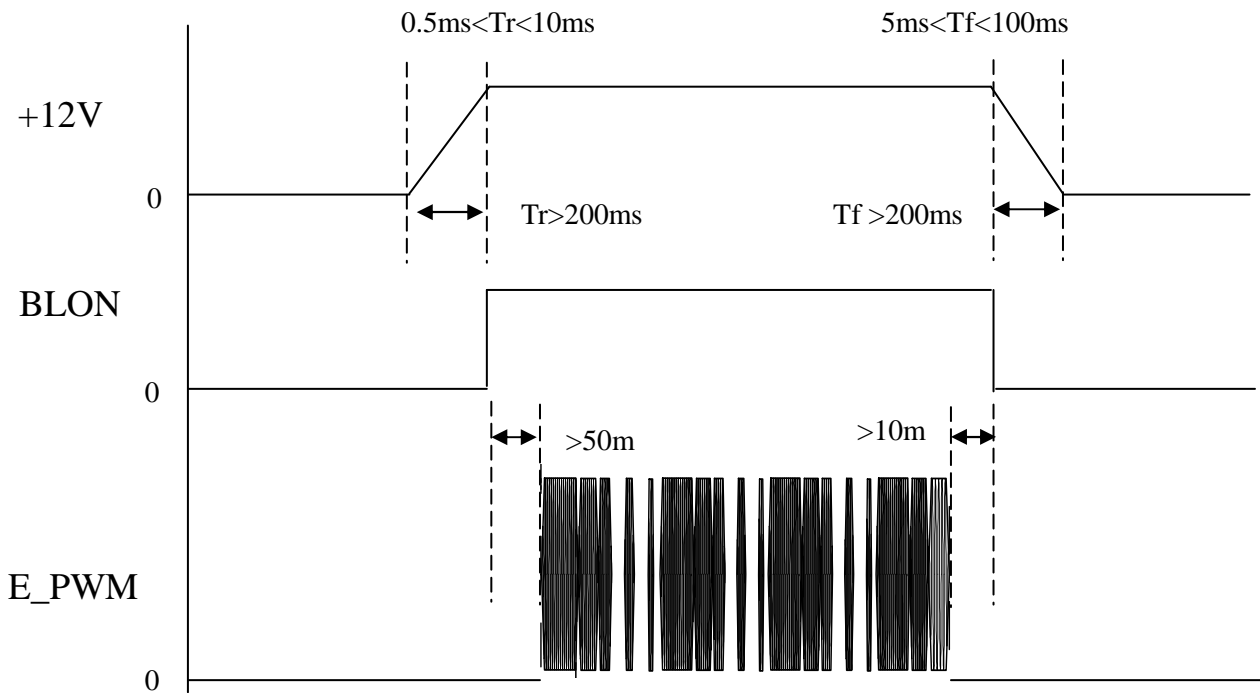 0.5ms<Tr<10ms
5ms<Tf<100ms
+12V
0
Tr>200ms
Tf >200ms
BLON
0
>50m
>10m
E_PWM
0